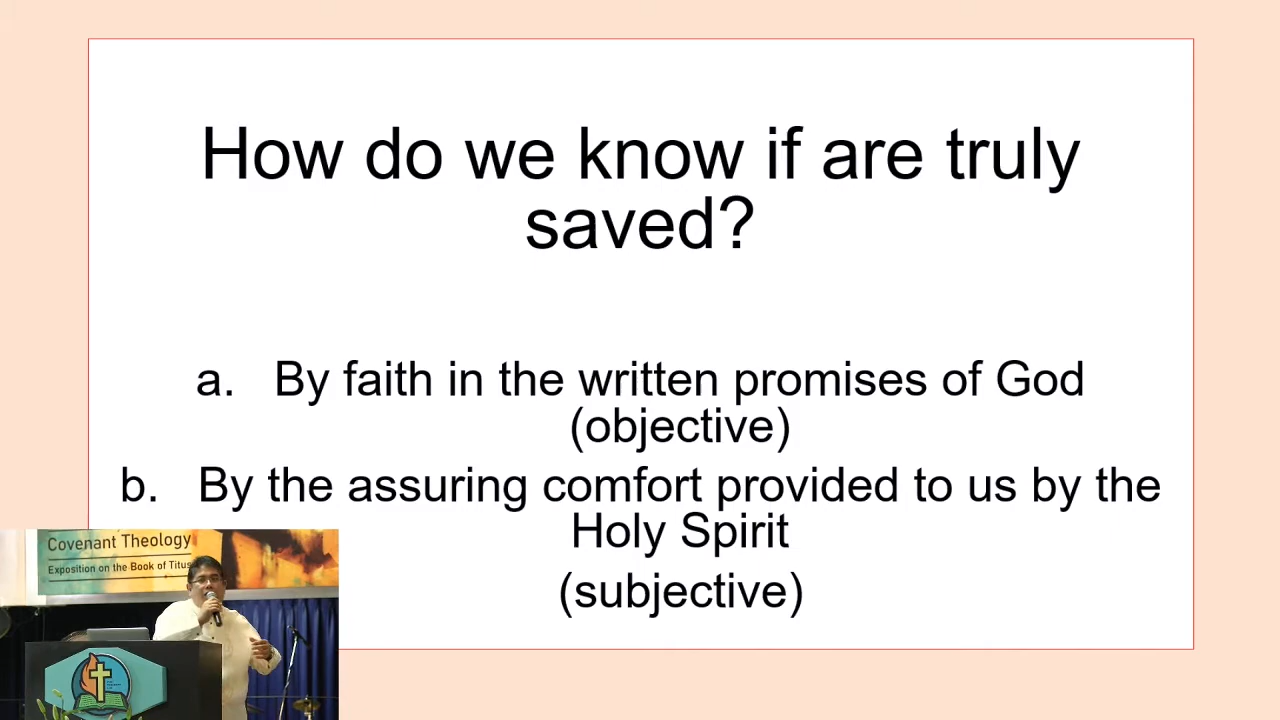 How do we know if are truly
saved?
a. By faith in the written promises of God
(objective)
b. By the assuring comfort provided to us by the
Holy Spirit
(subjective)
Covenant Theology
Exposition on the Book of Titus